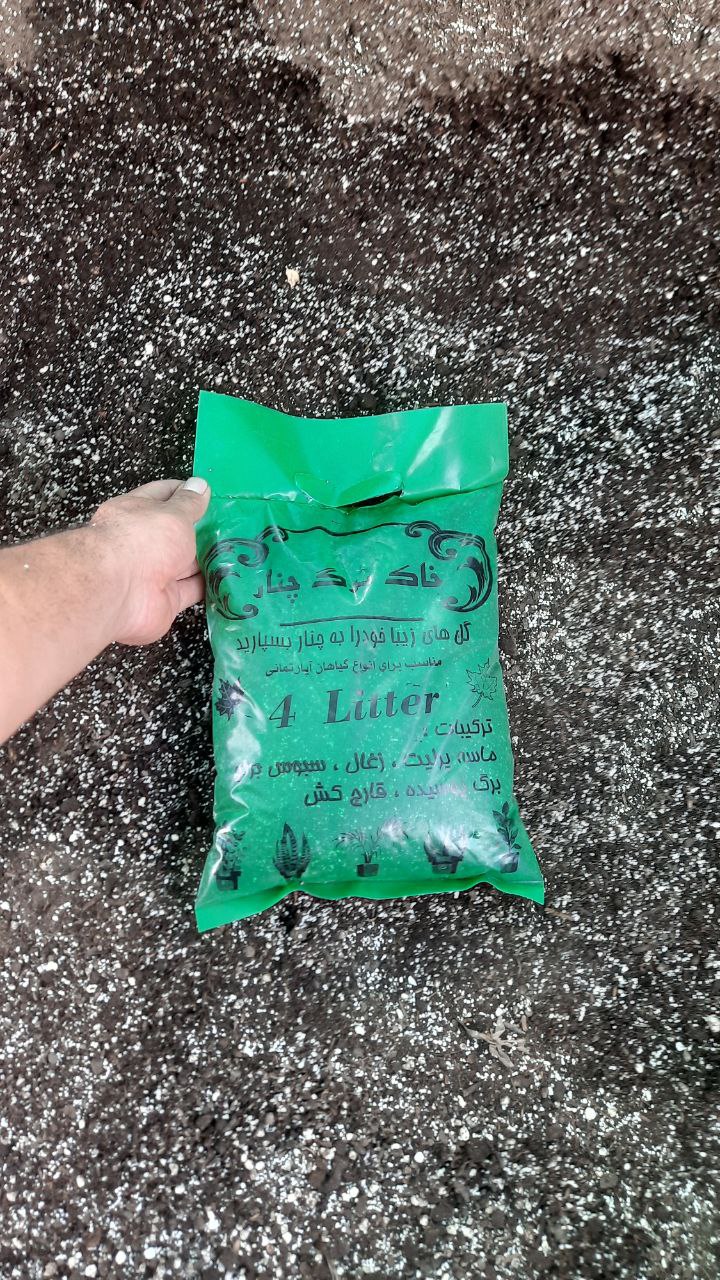 خاک برگ چنار
گل های زیبا خودرا به چنار بسپارید
مناسب برای انواع گیاهان آپارتمانی
4 Litter
ترکیبات :
ماسه پرلیت ، زغال ، سبوس برنج
برگ پوسیده ، قارچ کش